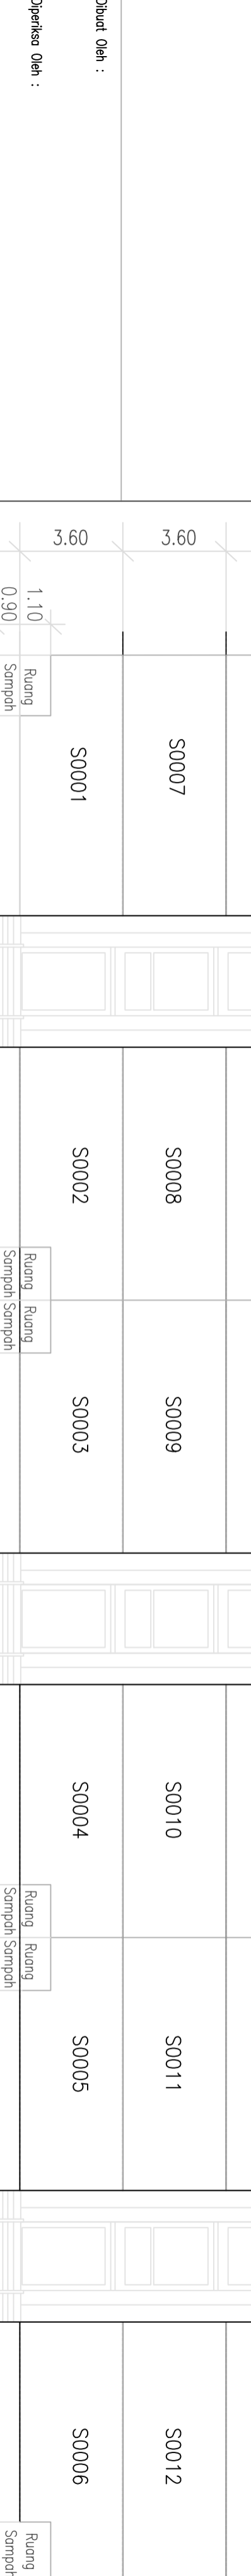 Dibuat Oleh :
Diperiksa Oleh :
3.60
3.60
1.10
0.90
Ruang
Sampah
S0007
S0001
S0008
S0002
Ruang Ruang
Sampah Sampah
S0009
S0003
S0010
S0004
Ruang Ruang
Sampah Sampah
S0011
S0005
S0012
S0006
Ruang
Sampah